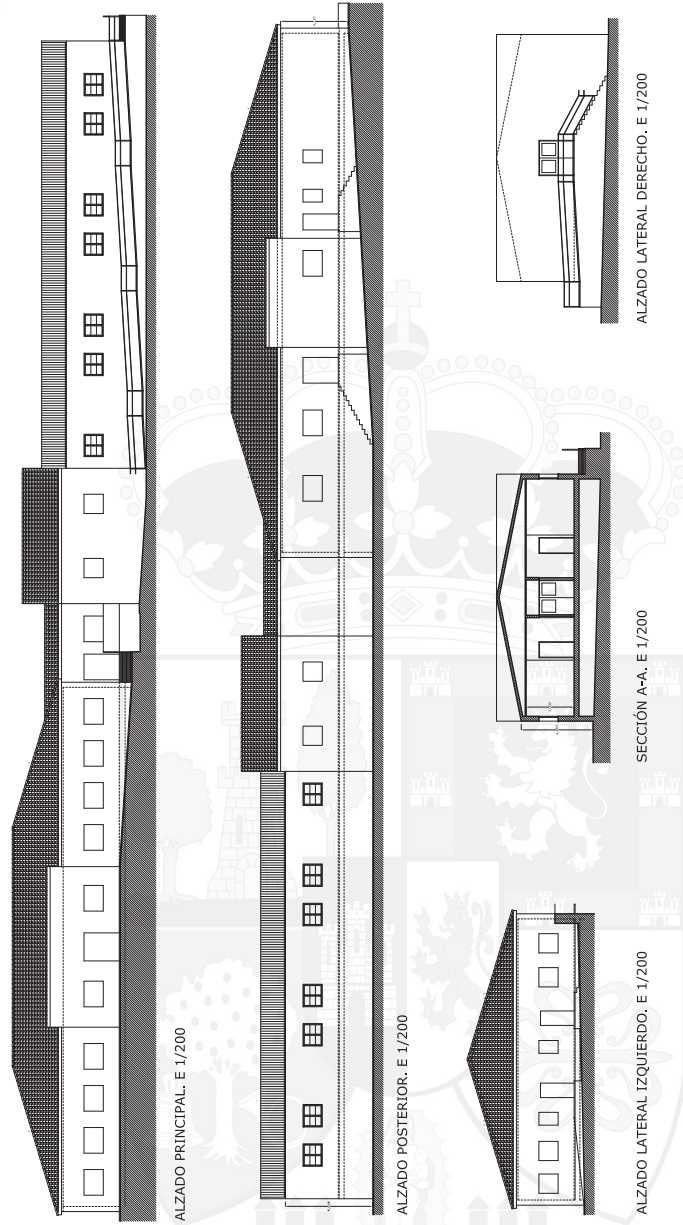 ALZADO PRINCIPAL. E 1/200
ALZADO POSTERIOR. E 1/200
ALZADO LATERAL IZQUIERDO. E 1/200
SECCIÓN A-A. E 1/200
ALZADO LATERAL DERECHO. E 1/200